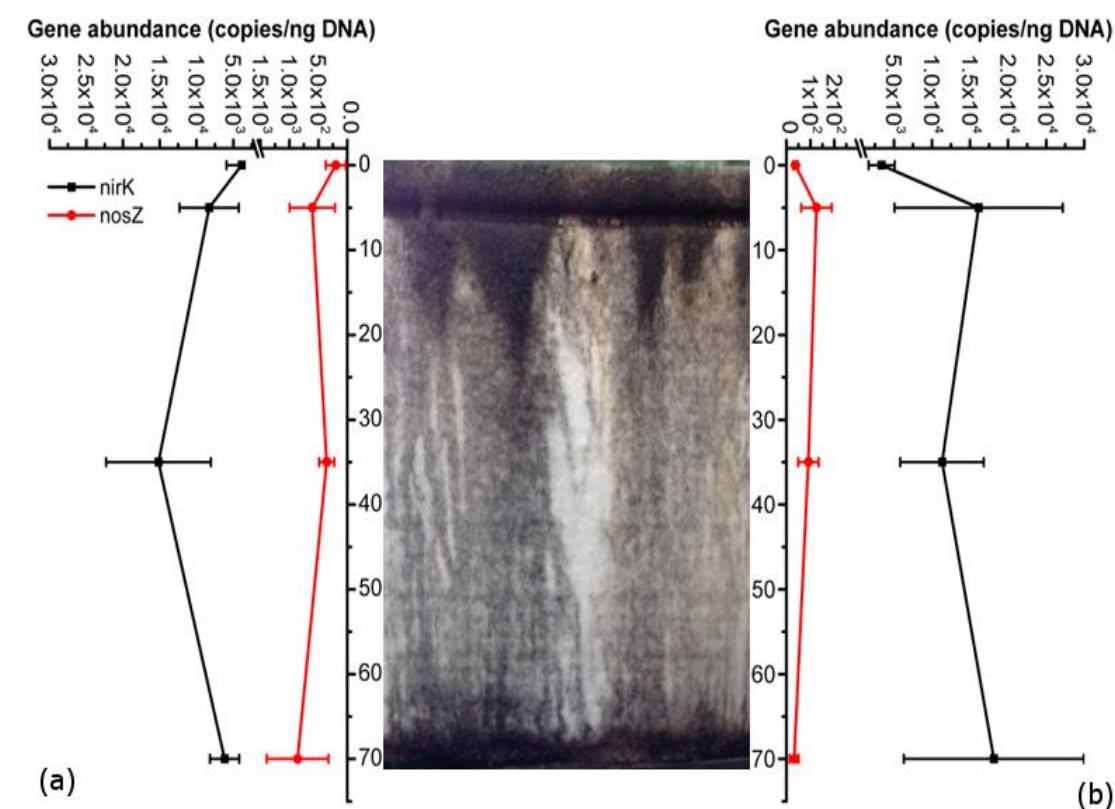 Gene abundance (copies/ng DNA)
3.0x10⁴ 2.5x10⁴ 2.0x10⁴ 1.5x10⁴ 1.0x10⁴ 5.0x10³ 1.5x10³ 1.0x10³ 5.0x10² 0.0
nirK
nosZ
0
10
20
30
40
50
60
70
(a)
Gene abundance (copies/ng DNA)
0 1x10² 2x10² 5.0x10³ 1.0x10⁴ 1.5x10⁴ 2.0x10⁴ 2.5x10⁴ 3.0x10⁴
0
10
20
30
40
50
60
70
(b)